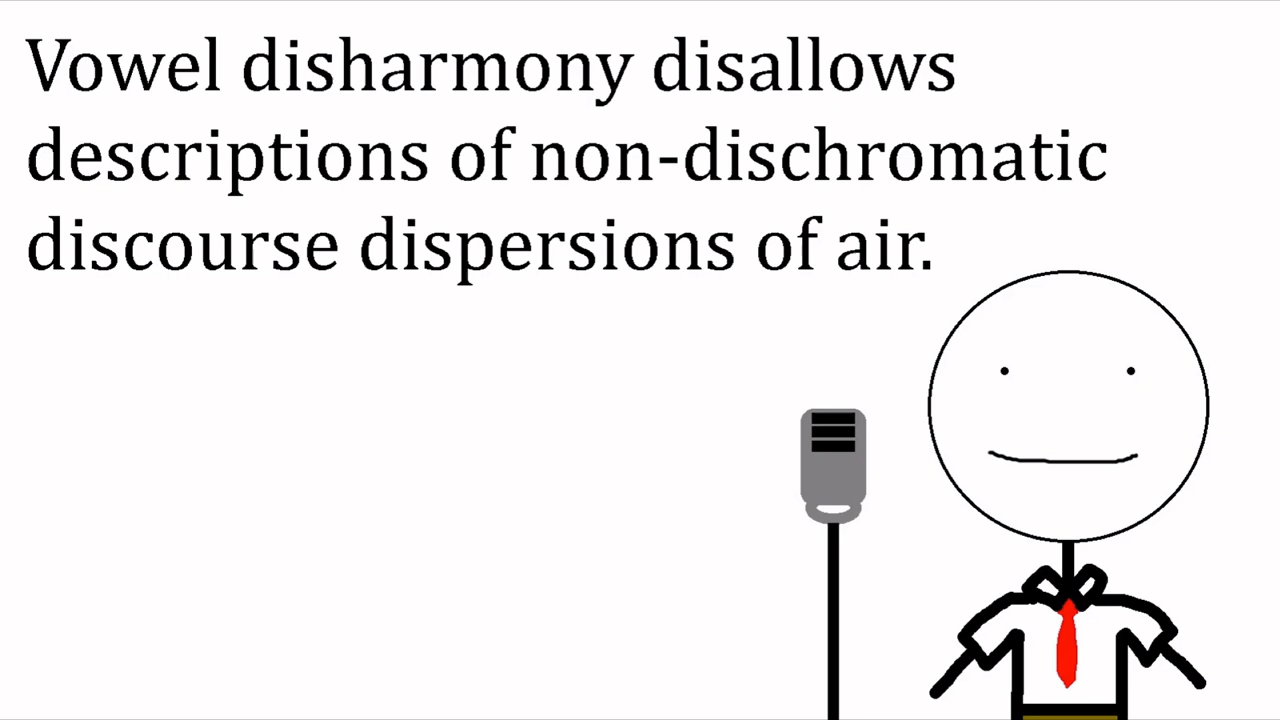 Vowel disharmony disallows
descriptions of non-dischromatic
discourse dispersions of air.